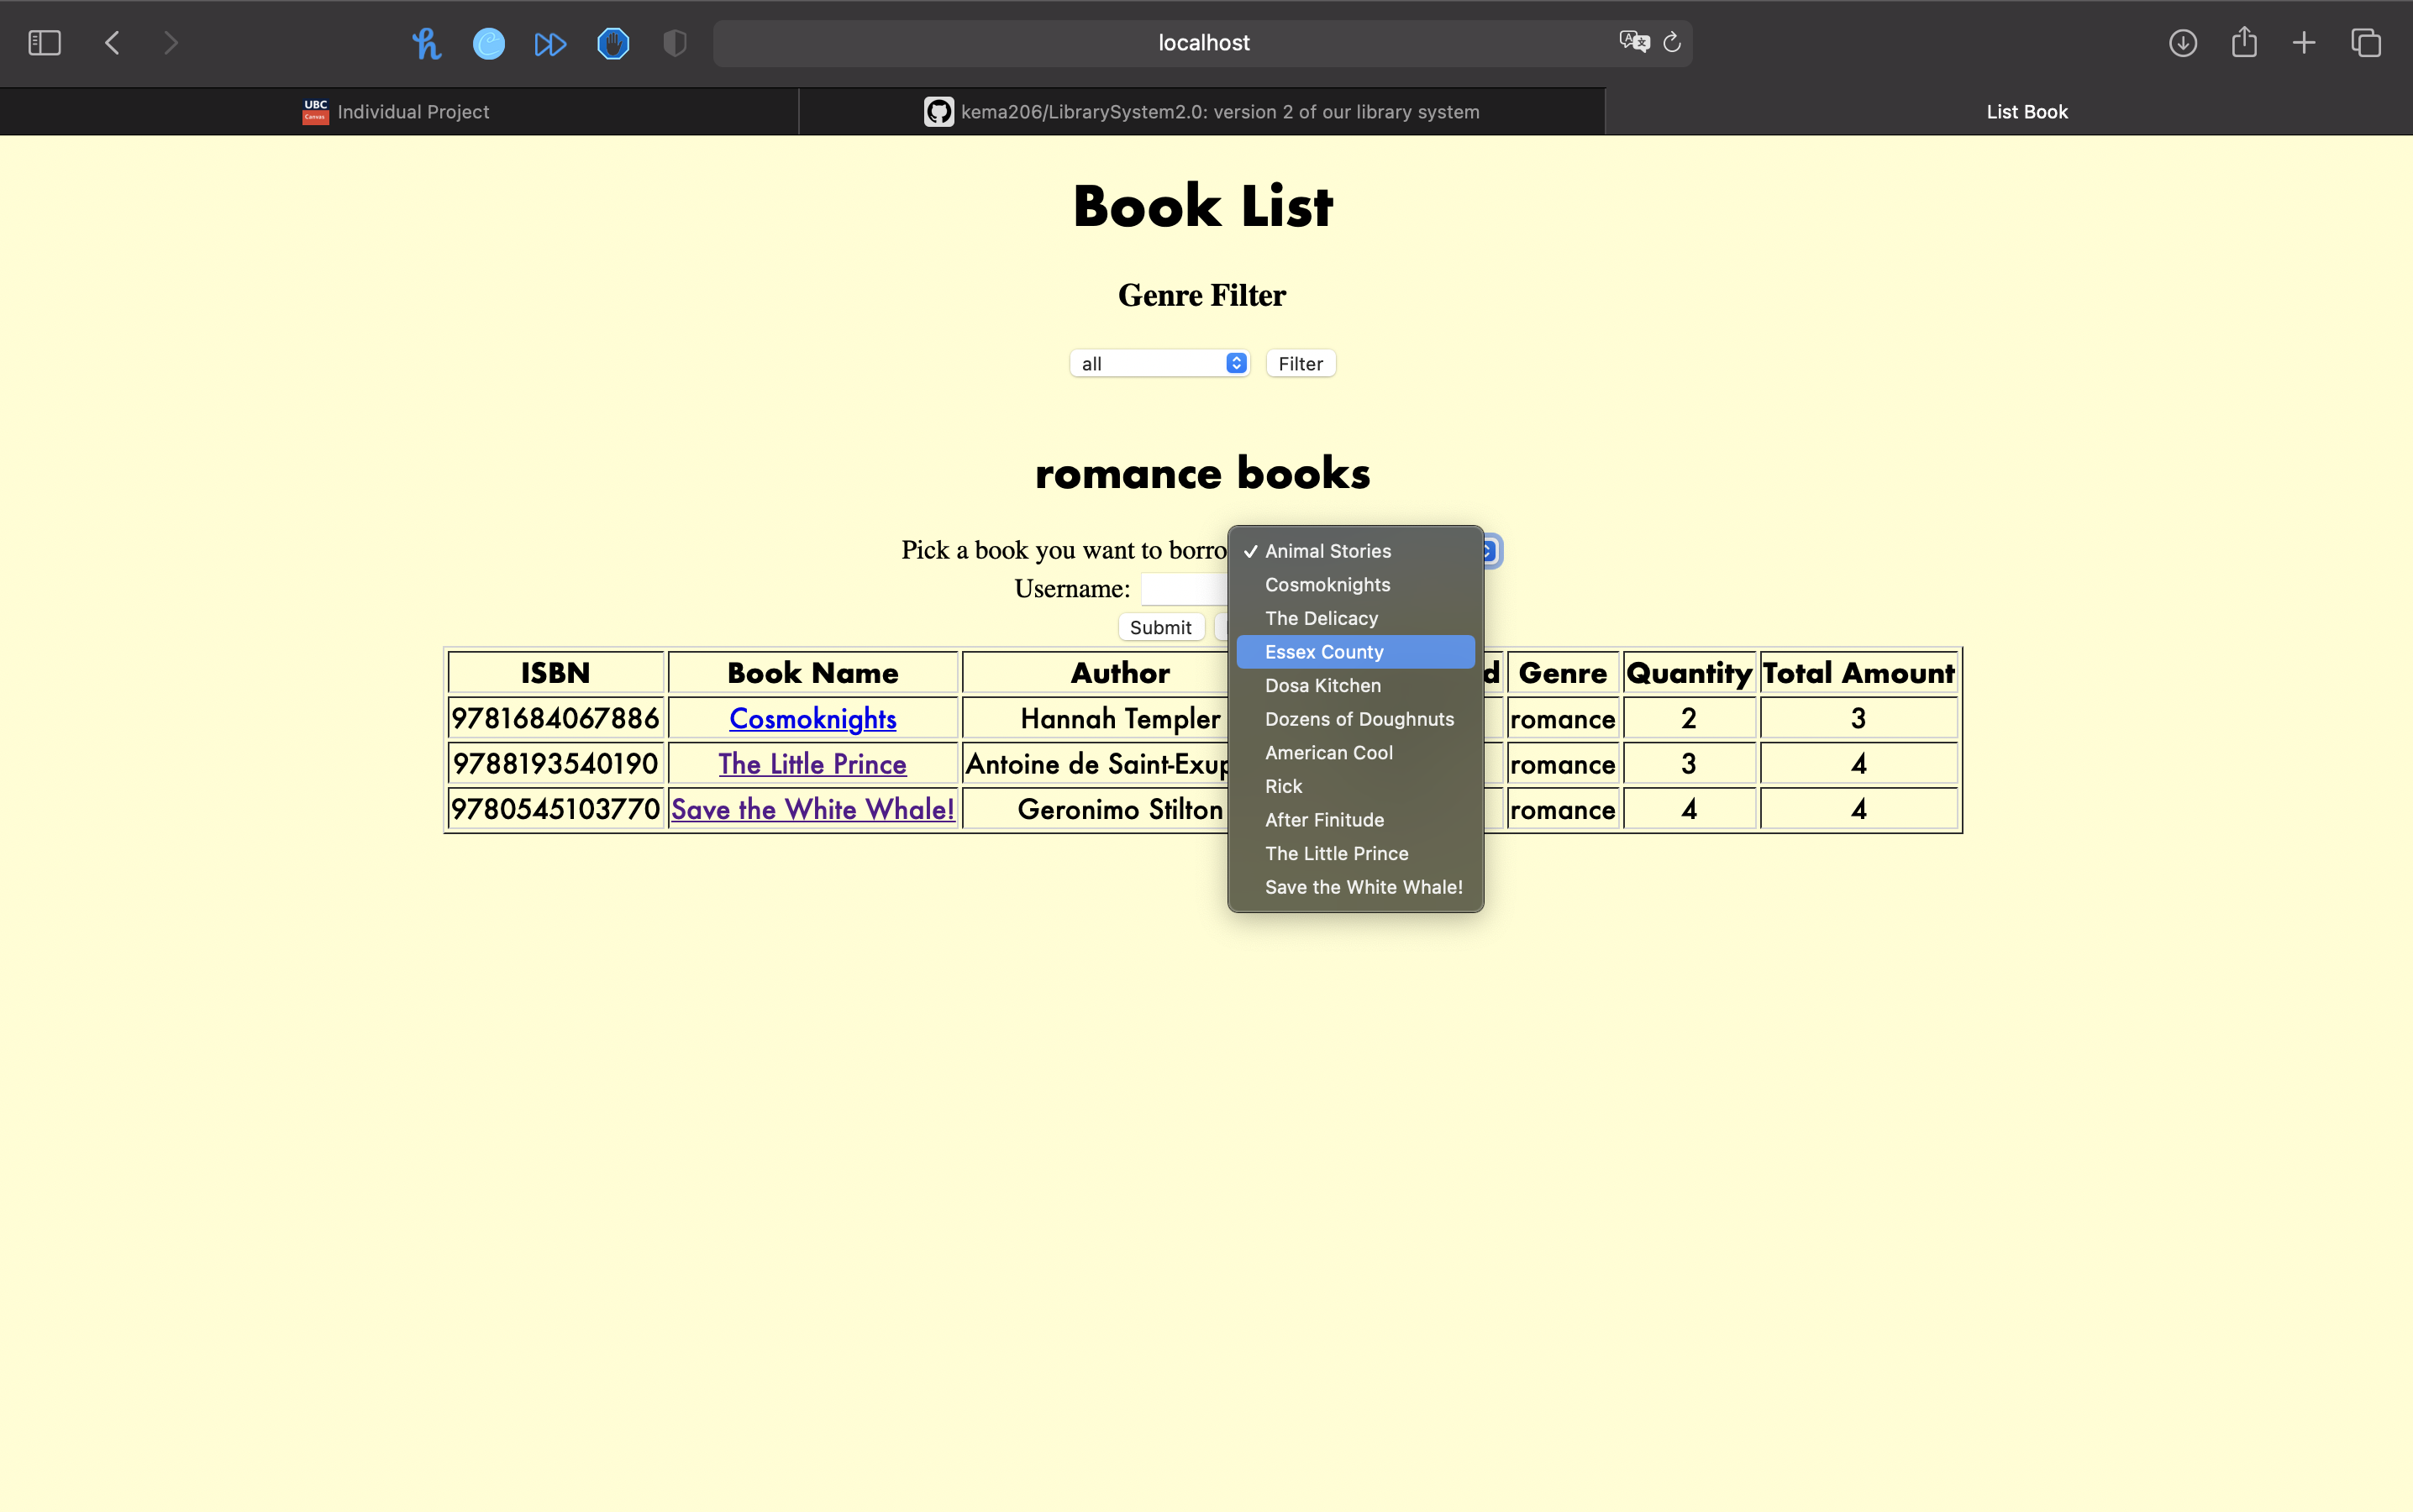 localhost
UBC Canvas Individual Project
kema206/LibrarySystem2.0: version 2 of our library system
List Book
Book List
Genre Filter
all Filter
romance books
Pick a book you want to
Username:
Submit
✓ Animal Stories
Cosmoknights
The Delicacy
Essex County
Dosa Kitchen
Dozens of Doughnuts
American Cool
Rick
After Finitude
The Little Prince
Save the White Whale!
ISBN Book Name Author Genre Quantity Total Amount
9781684067886 Cosmoknights Hannah Templer romance 2 3
9788193540190 The Little Prince Antoine de romance 3 4
9780545103770 Save the White Whale! Geronimo Stilton romance 4 4